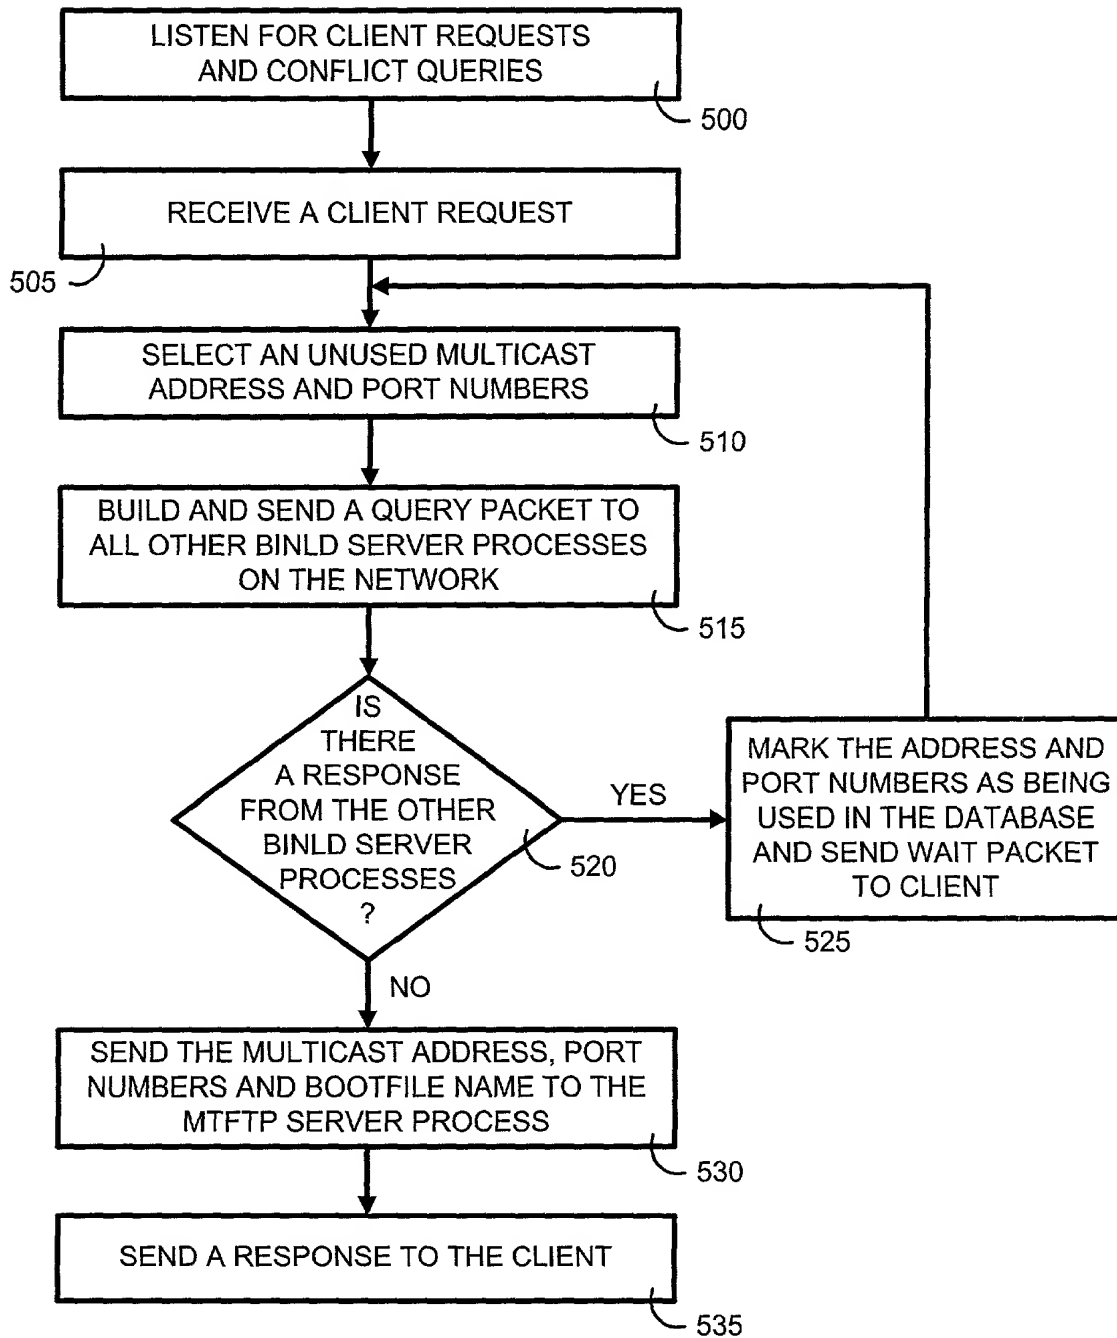 LISTEN FOR CLIENT REQUESTS
AND CONFLICT QUERIES
500
RECEIVE A CLIENT REQUEST
505
SELECT AN UNUSED MULTICAST
ADDRESS AND PORT NUMBERS
510
BUILD AND SEND A QUERY PACKET TO
ALL OTHER BINLD SERVER PROCESSES
ON THE NETWORK
515
IS
THERE
A RESPONSE
FROM THE OTHER
BINLD SERVER
PROCESSES
?
520
YES
MARK THE ADDRESS AND
PORT NUMBERS AS BEING
USED IN THE DATABASE
AND SEND WAIT PACKET
TO CLIENT
525
NO
SEND THE MULTICAST ADDRESS, PORT
NUMBERS AND BOOTFILE NAME TO THE
MTFTP SERVER PROCESS
530
SEND A RESPONSE TO THE CLIENT
535